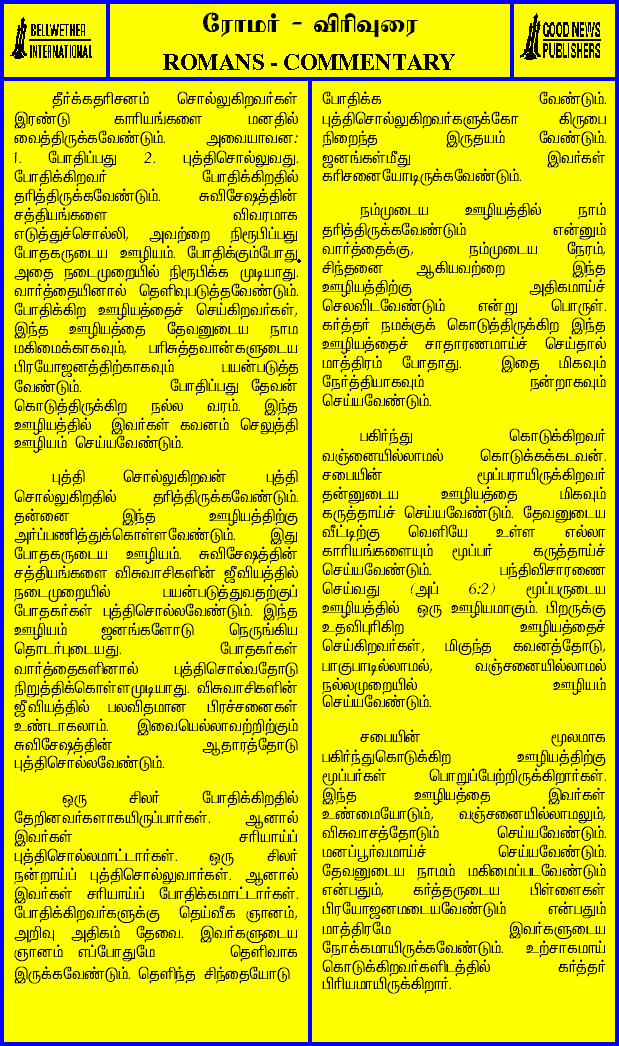 BELLWETHER
INTERNATIONAL
ரோமர் - விரிவுரை
ROMANS - COMMENTARY
GOOD NEWS
PUBLISHERS
தீர்க்கதரிசனம் சொல்லுகிறவர்கள்
இரண்டு காரியங்களை மனதில்
வைத்திருக்கவேண்டும். அவையாவன:
1. போதிப்பது 2. புத்திசொல்லுவது.
போதிக்கிறவர் போதிக்கிறதில்
தரித்திருக்கவேண்டும். சுவிசேஷத்தின்
சத்தியங்களை விவரமாக
எடுத்துச்சொல்லி, அவற்றை நிரூபிப்பது
போதகருடைய ஊழியம். போதிக்கும்போது,
அதை நடைமுறையில் நிரூபிக்க முடியாது.
வார்த்தையினால் தெளிவுபடுத்தவேண்டும்.
போதிக்கிற ஊழியத்தைச் செய்கிறவர்கள்,
இந்த ஊழியத்தை தேவனுடைய நாம
மகிமைக்காகவும், பரிசுத்தவான்களுடைய
பிரயோஜனத்திற்காகவும் பயன்படுத்த
வேண்டும். போதிப்பது தேவன்
கொடுத்திருக்கிற நல்ல வரம். இந்த
ஊழியத்தில் இவர்கள் கவனம் செலுத்தி
ஊழியம் செய்யவேண்டும்.
புத்தி சொல்லுகிறவன் புத்தி
சொல்லுகிறதில் தரித்திருக்கவேண்டும்.
தன்னை இந்த ஊழியத்திற்கு
அர்ப்பணித்துக்கொள்ளவேண்டும். இது
போதகருடைய ஊழியம். சுவிசேஷத்தின்
சத்தியங்களை விசுவாசிகளின் ஜீவியத்தில்
நடைமுறையில் பயன்படுத்துவதற்குப்
போதகர்கள் புத்திசொல்லவேண்டும். இந்த
ஊழியம் ஜனங்களோடு நெருங்கிய
தொடர்புடையது. போதகர்கள்
வார்த்தைகளினால் புத்திசொல்வதோடு
நிறுத்திக்கொள்ளமுடியாது. விசுவாசிகளின்
ஜீவியத்தில் பலவிதமான பிரச்சனைகள்
உண்டாகலாம். இவையெல்லாவற்றிற்கும்
சுவிசேஷத்தின் ஆதாரத்தோடு
புத்திசொல்லவேண்டும்.
ஒரு சிலர் போதிக்கிறதில்
தேறினவர்களாகயிருப்பார்கள். ஆனால்
இவர்கள் சரியாய்ப்
புத்திசொல்லமாட்டார்கள். ஒரு சிலர்
நன்றாய்ப் புத்திசொல்லுவார்கள். ஆனால்
இவர்கள் சரியாய்ப் போதிக்கமாட்டார்கள்.
போதிக்கிறவர்களுக்கு தெய்வீக ஞானம்,
அறிவு அதிகம் தேவை. இவர்களுடைய
ஞானம் எப்போதுமே தெளிவாக
இருக்கவேண்டும். தெளிந்த சிந்தையோடு
போதிக்க வேண்டும்.
புத்திசொல்லுகிறவர்களுக்கோ கிருபை
நிறைந்த இருதயம் வேண்டும்.
ஜனங்கள்மீது இவர்கள்
கரிசனையோடிருக்கவேண்டும்.
நம்முடைய ஊழியத்தில் நாம்
தரித்திருக்கவேண்டும் என்னும்
வார்த்தைக்கு, நம்முடைய நேரம்,
சிந்தனை ஆகியவற்றை இந்த
ஊழியத்திற்கு அதிகமாய்ச்
செலவிடவேண்டும் என்று பொருள்.
கர்த்தர் நமக்குக் கொடுத்திருக்கிற இந்த
ஊழியத்தைச் சாதாரணமாய்ச் செய்தால்
மாத்திரம் போதாது. இதை மிகவும்
நேர்த்தியாகவும் நன்றாகவும்
செய்யவேண்டும்.
பகிர்ந்து கொடுக்கிறவர்
வஞ்னையில்லாமல் கொடுக்கக்கடவன்.
சபையின் மூப்பராயிருக்கிறவர்
தன்னுடைய ஊழியத்தை மிகவும்
கருத்தாய்ச் செய்யவேண்டும். தேவனுடைய
வீட்டிற்கு வெளியே உள்ள எல்லா
காரியங்களையும் மூப்பர் கருத்தாய்ச்
செய்யவேண்டும். பந்திவிசாரணை
செய்வது (அப் 6:2) மூப்பருடைய
ஊழியத்தில் ஒரு ஊழியமாகும். பிறருக்கு
உதவிபுரிகிற ஊழியத்தைச்
செய்கிறவர்கள், மிகுந்த கவனத்தோடு,
பாகுபாடில்லாமல், வஞ்சனையில்லாமல்
நல்லமுறையில் ஊழியம்
செய்யவேண்டும்.
சபையின் மூலமாக
பகிர்ந்துகொடுக்கிற ஊழியத்திற்கு
மூப்பர்கள் பொறுப்பேற்றிருக்கிறார்கள்.
இந்த ஊழியத்தை இவர்கள்
உண்மையோடும், வஞ்சனையில்லாமலும்,
விசுவாசத்தோடும் செய்யவேண்டும்.
மனப்பூர்வமாய்ச் செய்யவேண்டும்.
தேவனுடைய நாமம் மகிமைப்படவேண்டும்
என்பதும், கர்த்தருடைய பிள்ளைகள்
பிரயோஜனமடையவேண்டும் என்பதும்
மாத்திரமே இவர்களுடைய
நோக்கமாயிருக்கவேண்டும். உற்சாகமாய்
கொடுக்கிறவர்களிடத்தில் கர்த்தர்
பிரியமாயிருக்கிறார்.